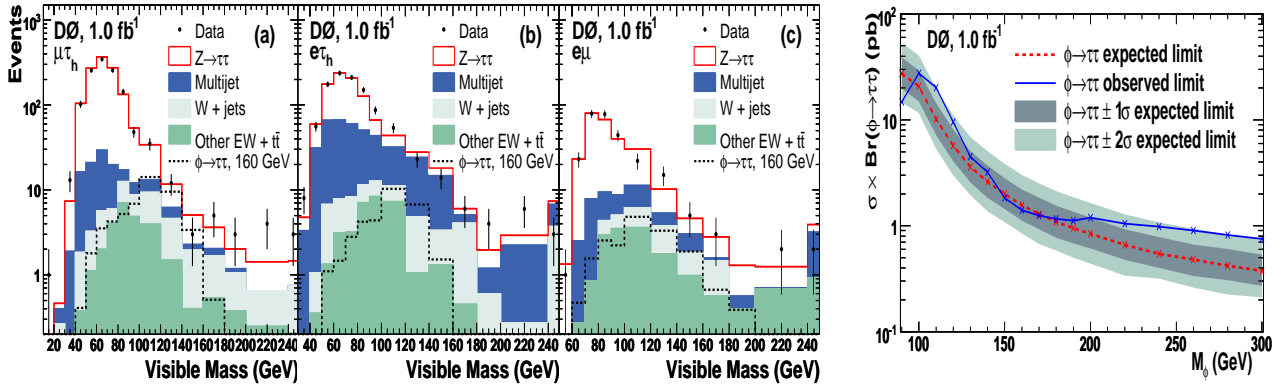 Events
10³
10²
10
1
DØ, 1.0 fb⁻¹
μτh
(a)
Data
Z→ττ
Multijet
W + jets
Other EW + tt̄
ϕ→ττ, 160 GeV
20 40 60 80 100 120 140 160 180 200 220 240
Visible Mass (GeV)
DØ, 1.0 fb⁻¹
eτh
(b)
Data
Z→ττ
Multijet
W + jets
Other EW + tt̄
ϕ→ττ, 160 GeV
40 60 80 100 120 140 160 180 200 220 240
Visible Mass (GeV)
DØ, 1.0 fb⁻¹
eμ
(c)
Data
Z→ττ
Multijet
W + jets
Other EW + tt̄
ϕ→ττ, 160 GeV
60 80 100 120 140 160 180 200 220 240
Visible Mass (GeV)
σ × Br(ϕ→ττ) (pb)
10²
10
1
10⁻¹
DØ, 1.0 fb⁻¹
ϕ→ττ expected limit
ϕ→ττ observed limit
ϕ→ττ ± 1σ expected limit
ϕ→ττ ± 2σ expected limit
100 150 200 250 300
Mϕ (GeV)